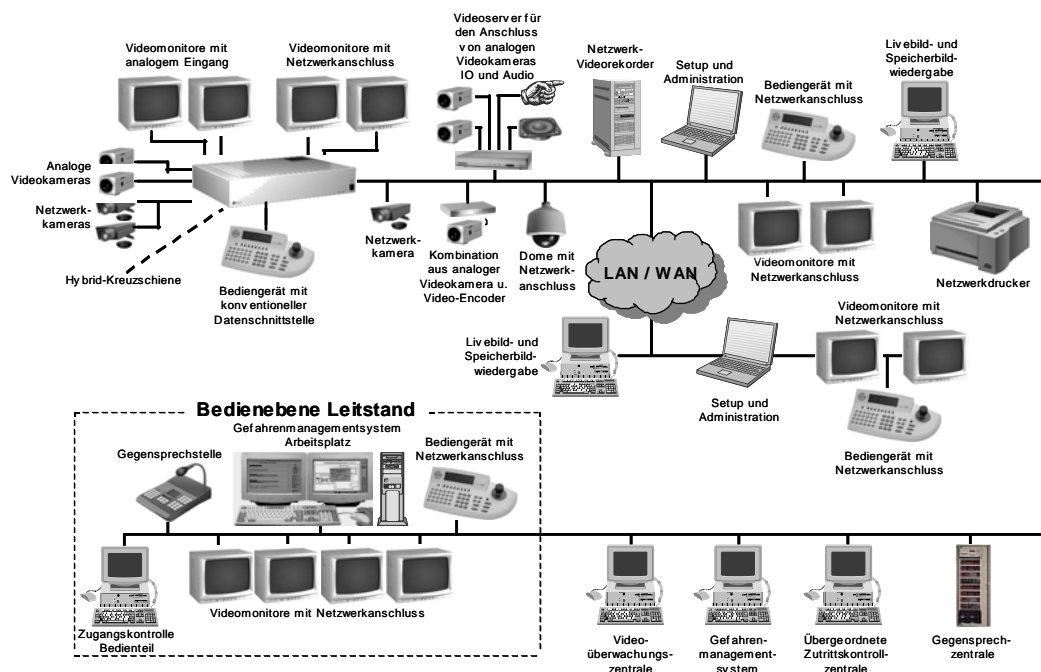 Videomonitore mit
analogem Eingang
Videomonitore mit
Netzwerkanschluss
Videoserver für
den Anschluss
von analogen
Videokameras
IO und Audio
Netzwerk-
Videorekorder
Setup und
Administration
Bediengerät mit
Netzwerkanschluss
Livebild- und
Speicherbild-
wiedergabe
Analoge
Videokameras
Netzwerk-
kameras
Hybrid-Kreuzschiene
Bediengerät mit
konventioneller
Datenschnittstelle
Netzwerk-
kamera
Kombination
aus analoger
Videokamera u.
Video-Encoder
Dome mit
Netzwerk-
anschluss
LAN / WAN
Videomonitore mit
Netzwerkanschluss
Netzwerkdrucker
Livebild- und
Speicherbild-
wiedergabe
Setup und
Administration
Videomonitore mit
Netzwerkanschluss
Bediengerät mit
Netzwerkanschluss
Bedienebene Leitstand
Gegensprechstelle
Gefahrenmanagementsystem
Arbeitsplatz
Bediengerät mit
Netzwerkanschluss
Zugangskontrolle
Bedienteil
Videomonitore mit Netzwerkanschluss
Video-
überwachungs-
zentrale
Gefahren-
management-
system
Übergeordnete
Zutrittskontroll-
zentrale
Gegensprech-
zentrale